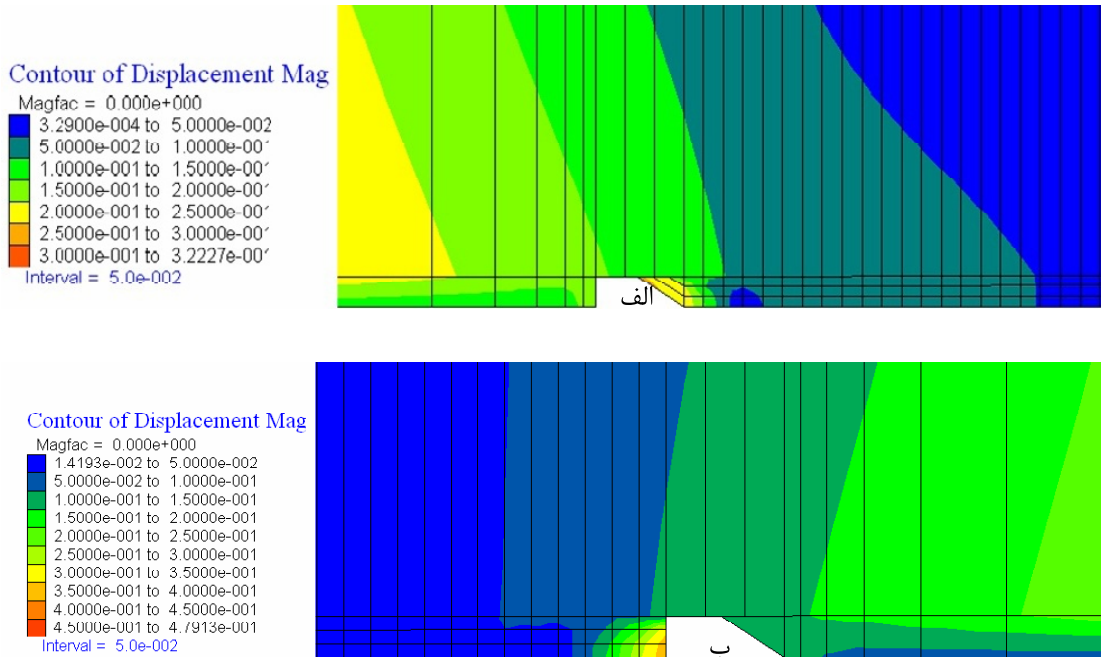 Contour of Displacement Mag
Magfac = 0.000e+000
3.2900e-004 to 5.0000e-002
5.0000e-002 to 1.0000e-00
1.0000e-001 to 1.5000e-00
1.5000e-001 to 2.0000e-00
2.0000e-001 to 2.5000e-00
2.5000e-001 to 3.0000e-00
3.0000e-001 to 3.2227e-00
Interval = 5.0e-002
الف
Contour of Displacement Mag
Magfac = 0.000e+000
1.4193e-002 to 5.0000e-002
5.0000e-002 to 1.0000e-001
1.0000e-001 to 1.5000e-001
1.5000e-001 to 2.0000e-001
2.0000e-001 to 2.5000e-001
2.5000e-001 to 3.0000e-001
3.0000e-001 to 3.5000e-001
3.5000e-001 to 4.0000e-001
4.0000e-001 to 4.5000e-001
4.5000e-001 to 4.7913e-001
Interval = 5.0e-002
ب